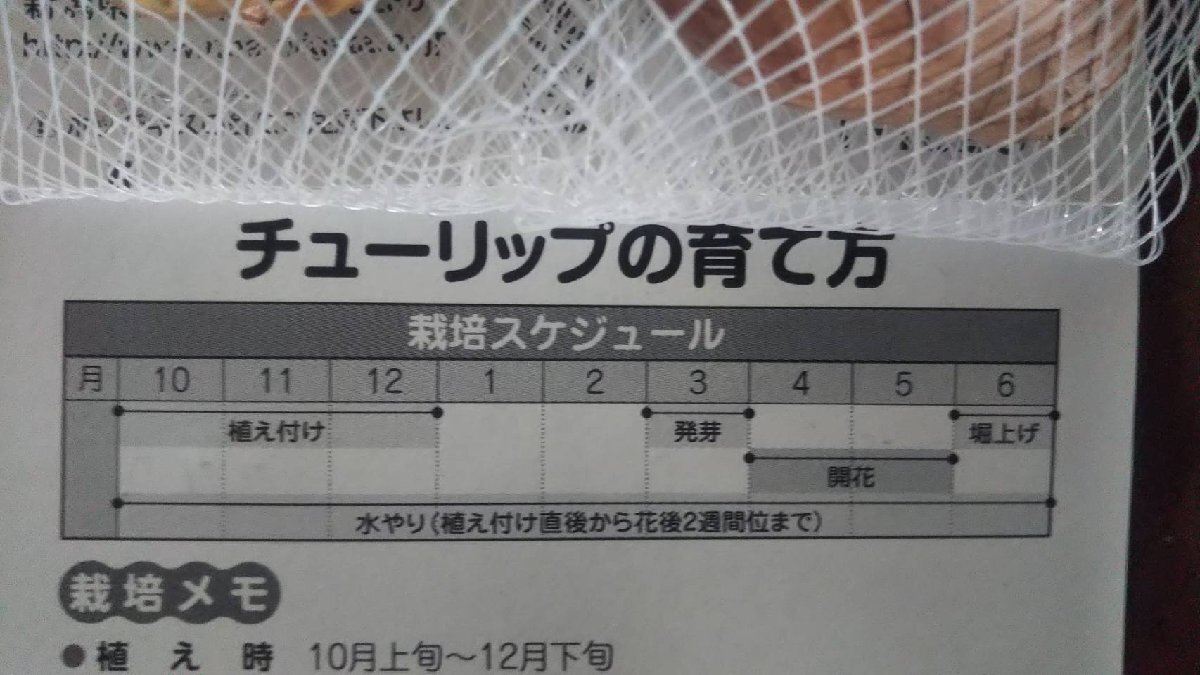 チューリップの育て方
栽培スケジュール
月 10 11 12 1 2 3 4 5 6
植え付け 発芽 堀上げ
開花
水やり(植え付け直後から花後2週間位まで)
栽培メモ
●植え時 10月上旬～12月下旬